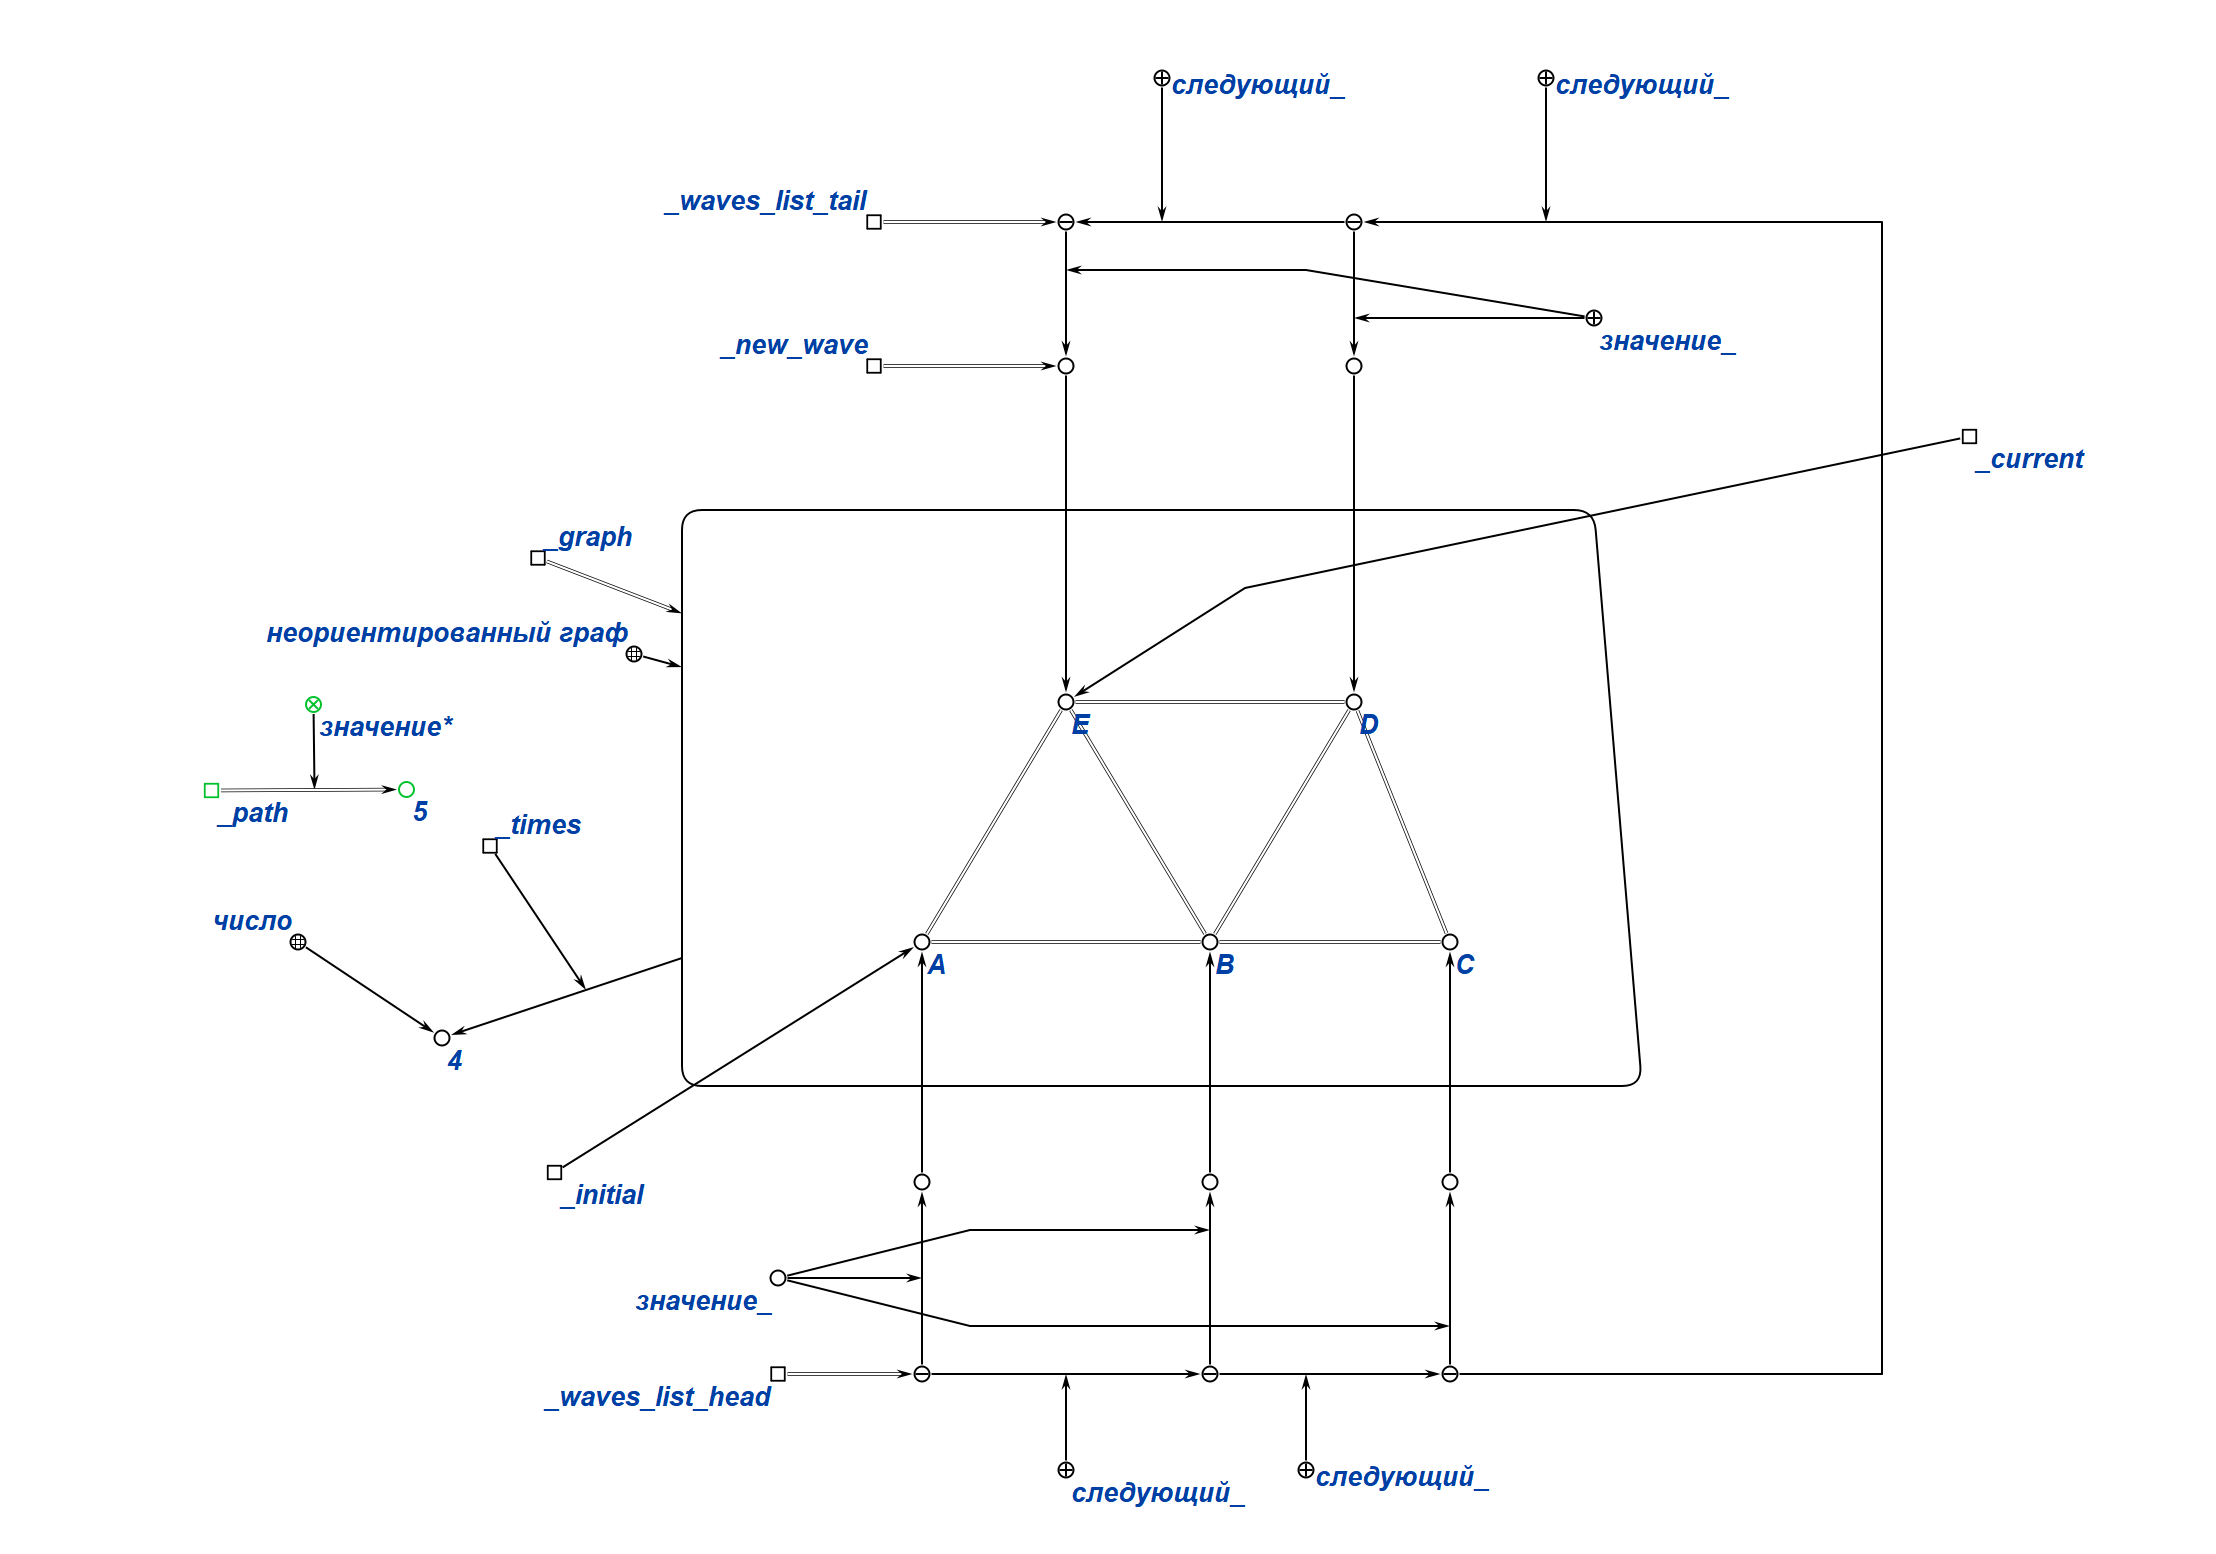 следующий_
следующий_
_waves_list_tail
_new_wave
значение_
_current
_graph
неориентированный граф
значение*
E
D
_path
5
_times
число
A
B
C
4
_initial
значение_
_waves_list_head
следующий_
следующий_